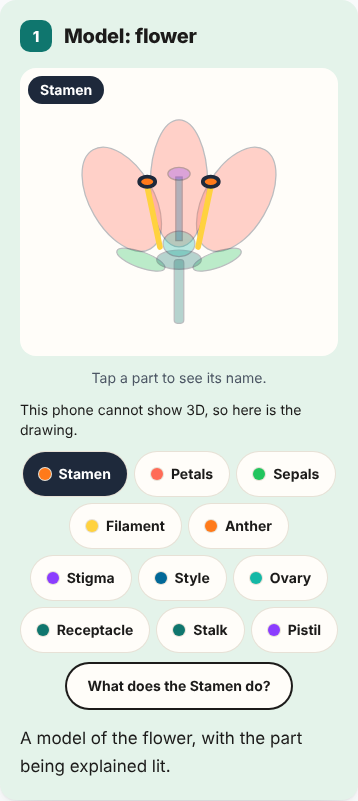 1 Model: flower
Stamen
Tap a part to see its name.
This phone cannot show 3D, so here is the
drawing.
Stamen Petals Sepals
Filament Anther
Stigma Style Ovary
Receptacle Stalk Pistil
What does the Stamen do?
A model of the flower, with the part
being explained lit.